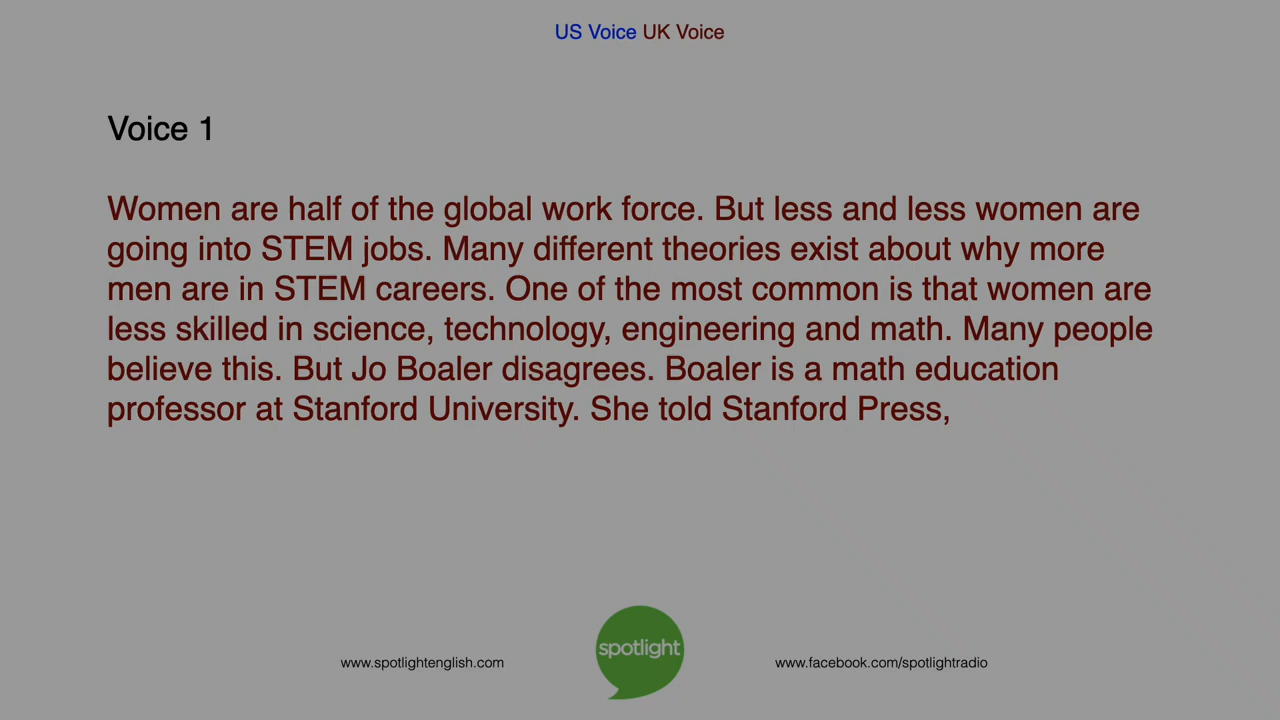 US Voice UK Voice
Voice 1
Women are half of the global work force. But less and less women are
going into STEM jobs. Many different theories exist about why more
men are in STEM careers. One of the most common is that women are
less skilled in science, technology, engineering and math. Many people
believe this. But Jo Boaler disagrees. Boaler is a math education
professor at Stanford University. She told Stanford Press,
spotlight
www.spotlightenglish.com
www.facebook.com/spotlightradio